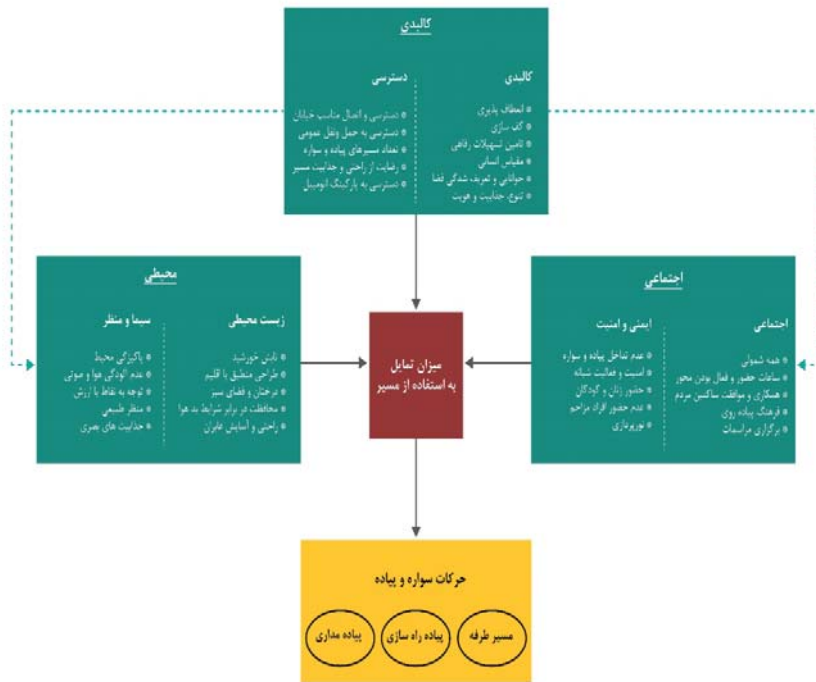 کالبدی
کالبدی
انعطاف پذیری
کف سازی
تامین تسهیلات رفاهی
مقیاس انسانی
خوانایی و تعریف شدگی فضا
تنوع، جذابیت و هویت
دسترسی
دسترسی و اتصال مناسب خیابان
دسترسی به حمل ونقل عمومی
تعداد مسیرهای پیاده و سواره
رضایت از راحتی و جذابیت مسیر
دسترسی به پارکینگ اتومبیل
اجتماعی
اجتماعی
همه شمولی
ساعات حضور و فعال بودن محور
همکاری و موافقت ساکنین مردم
فرهنگ پیاده روی
برگزاری مراسمات
ایمنی و امنیت
عدم تداخل پیاده و سواره
امنیت و فعالیت شبانه
حضور زنان و کودکان
عدم حضور افراد مزاحم
نورپردازی
میزان تمایل
به استفاده از مسیر
محیطی
زیست محیطی
تابش خورشید
طراحی منطبق با اقلیم
درختان و فضای سبز
محافظت در برابر شرایط بد هوا
راحتی و آسایش عابران
سیما و منظر
پاکیزگی محیط
عدم آلودگی هوا و صوتی
توجه به نقاط با ارزش
منظر طبیعی
جذابیت های بصری
حرکات سواره و پیاده
مسیر طرفه
پیاده راه سازی
پیاده مداری